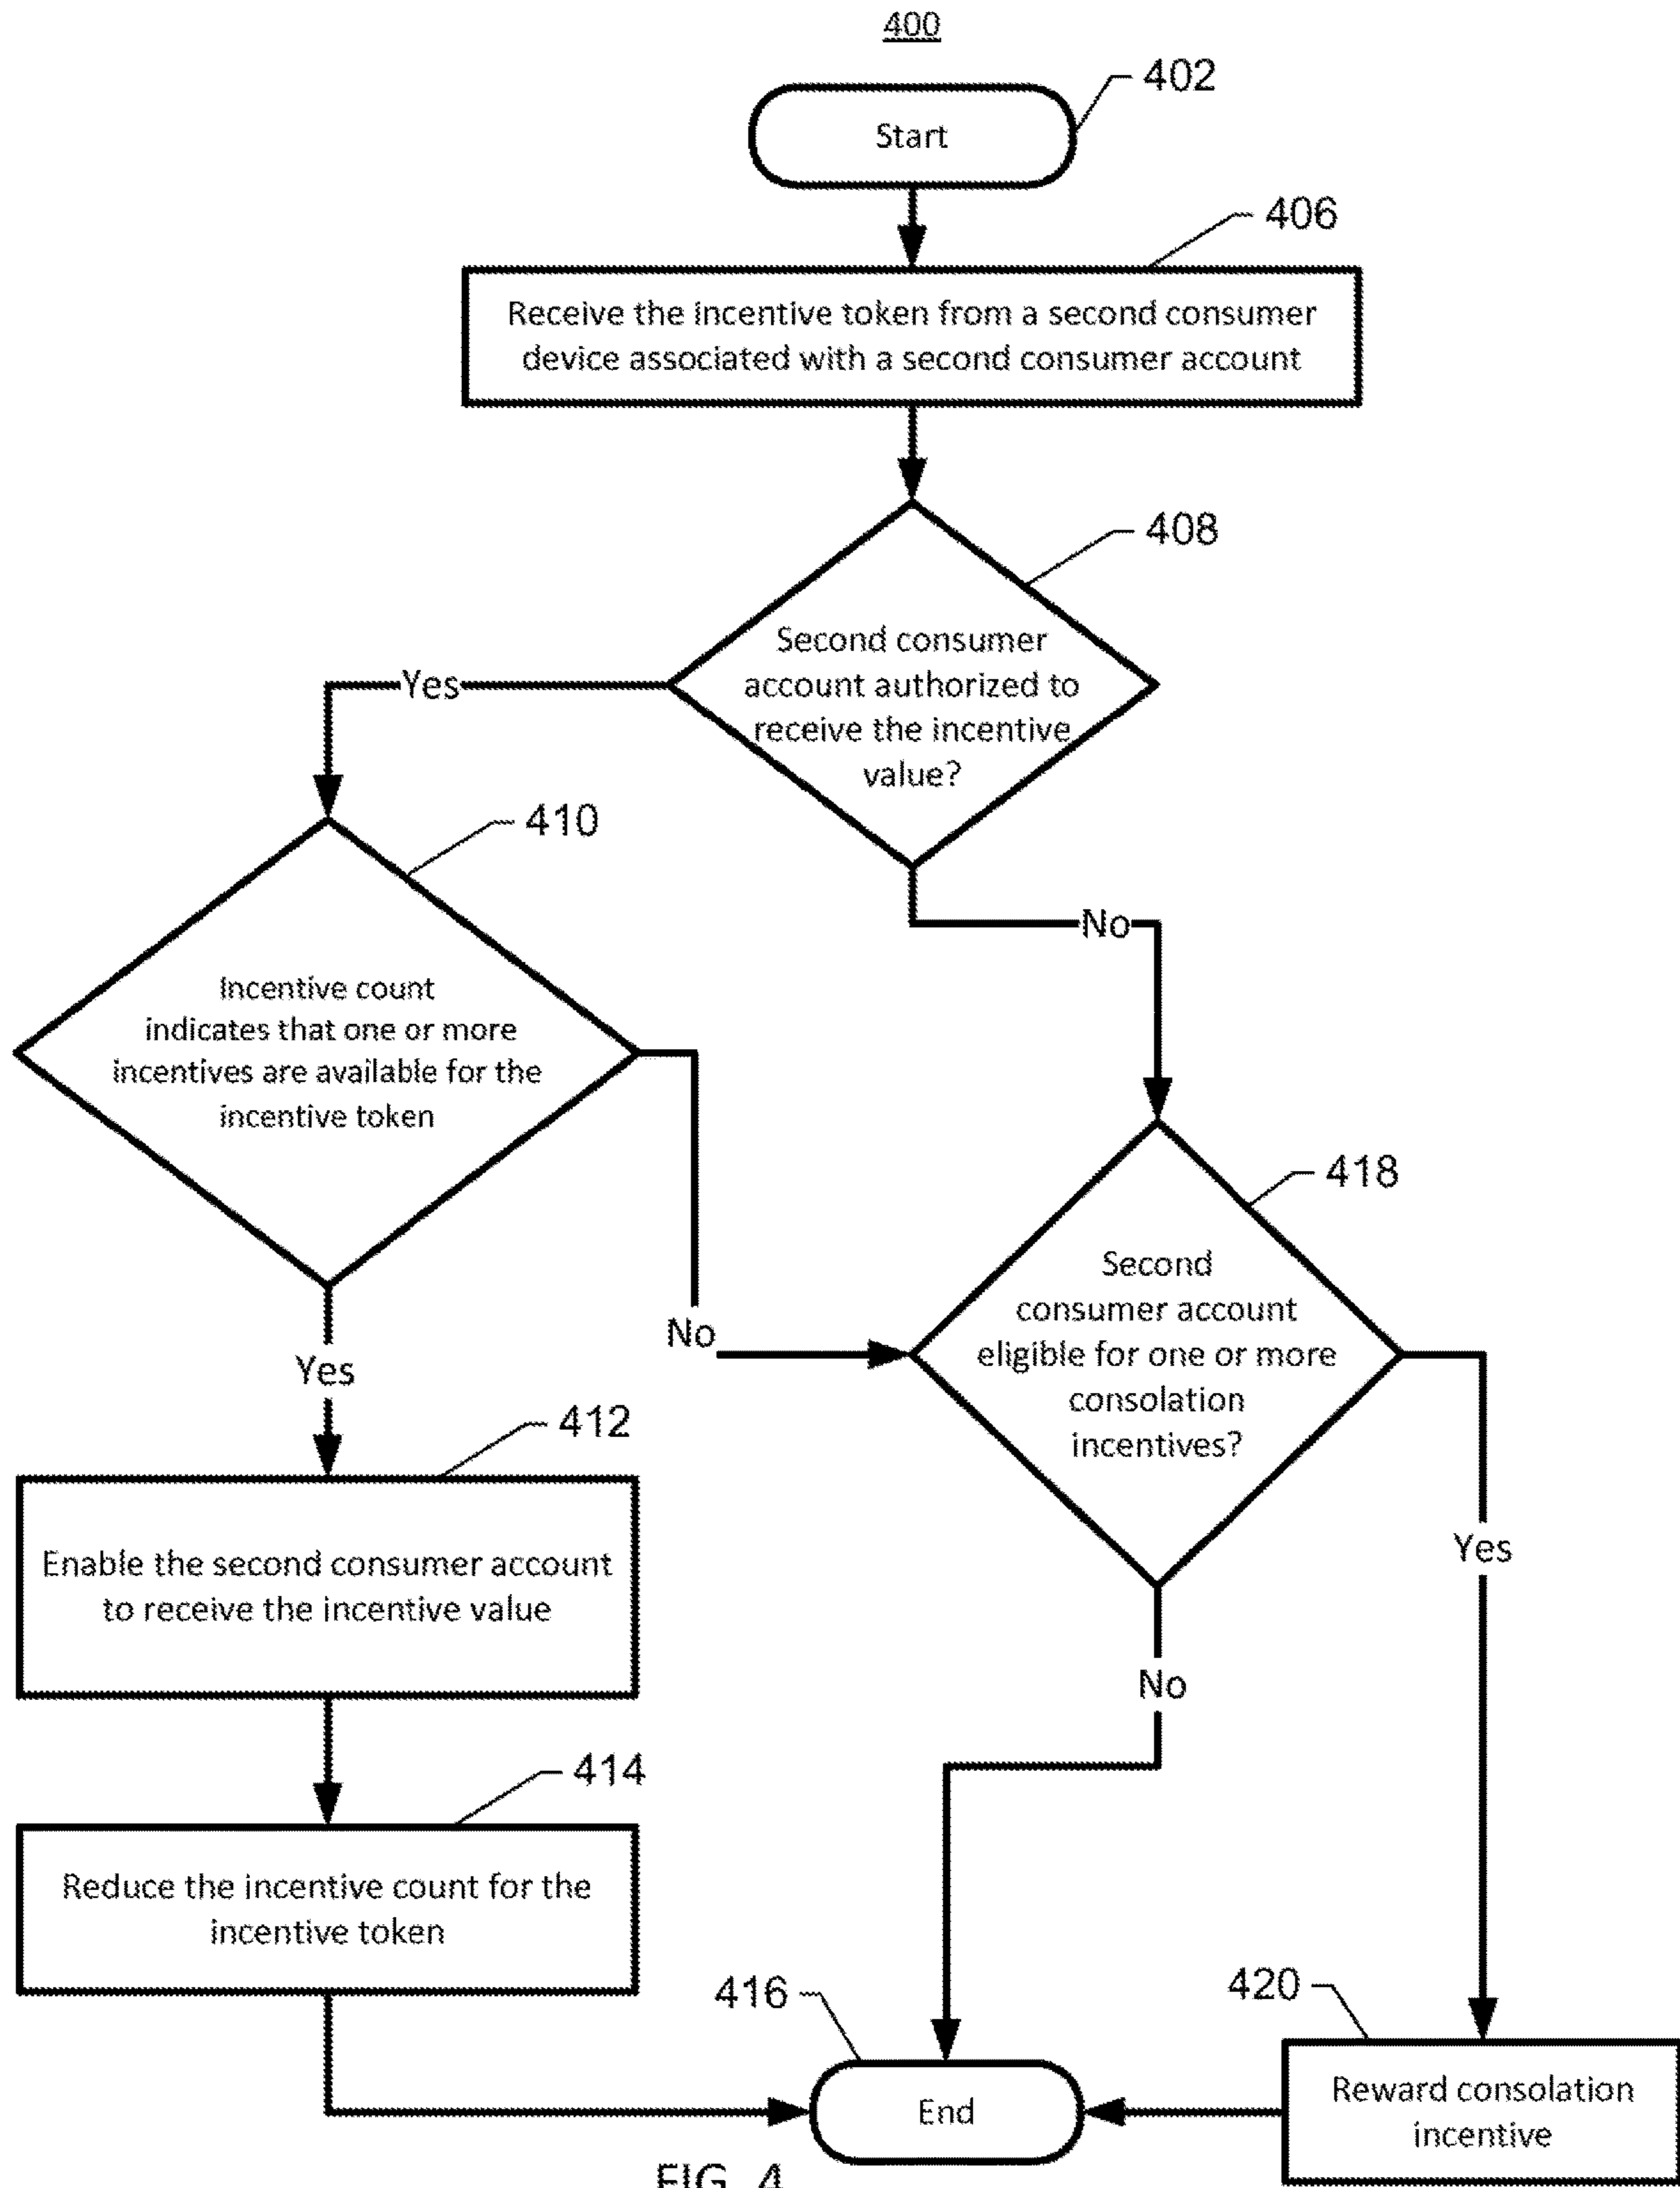 400
402
Start
406
Receive the incentive token from a second consumer
device associated with a second consumer account
408
Second consumer
account authorized to
receive the incentive
value?
Yes
No
410
Incentive count
indicates that one or more
incentives are available for the
incentive token
No
Yes
418
Second
consumer account
eligible for one or more
consolation
incentives?
Yes
No
412
Enable the second consumer account
to receive the incentive value
414
Reduce the incentive count for the
incentive token
416
End
420
Reward consolation
incentive
FIG. 4